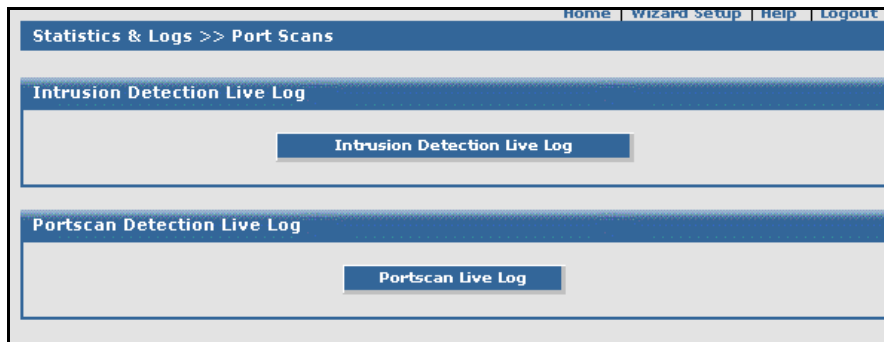 Home | Wizard Setup | Help | Logout
Statistics & Logs >> Port Scans
Intrusion Detection Live Log
Intrusion Detection Live Log
Portscan Detection Live Log
Portscan Live Log